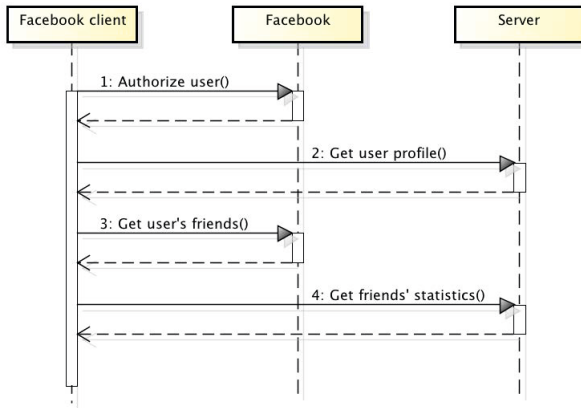 Facebook client
Facebook
Server
1: Authorize user()
2: Get user profile()
3: Get user's friends()
4: Get friends' statistics()